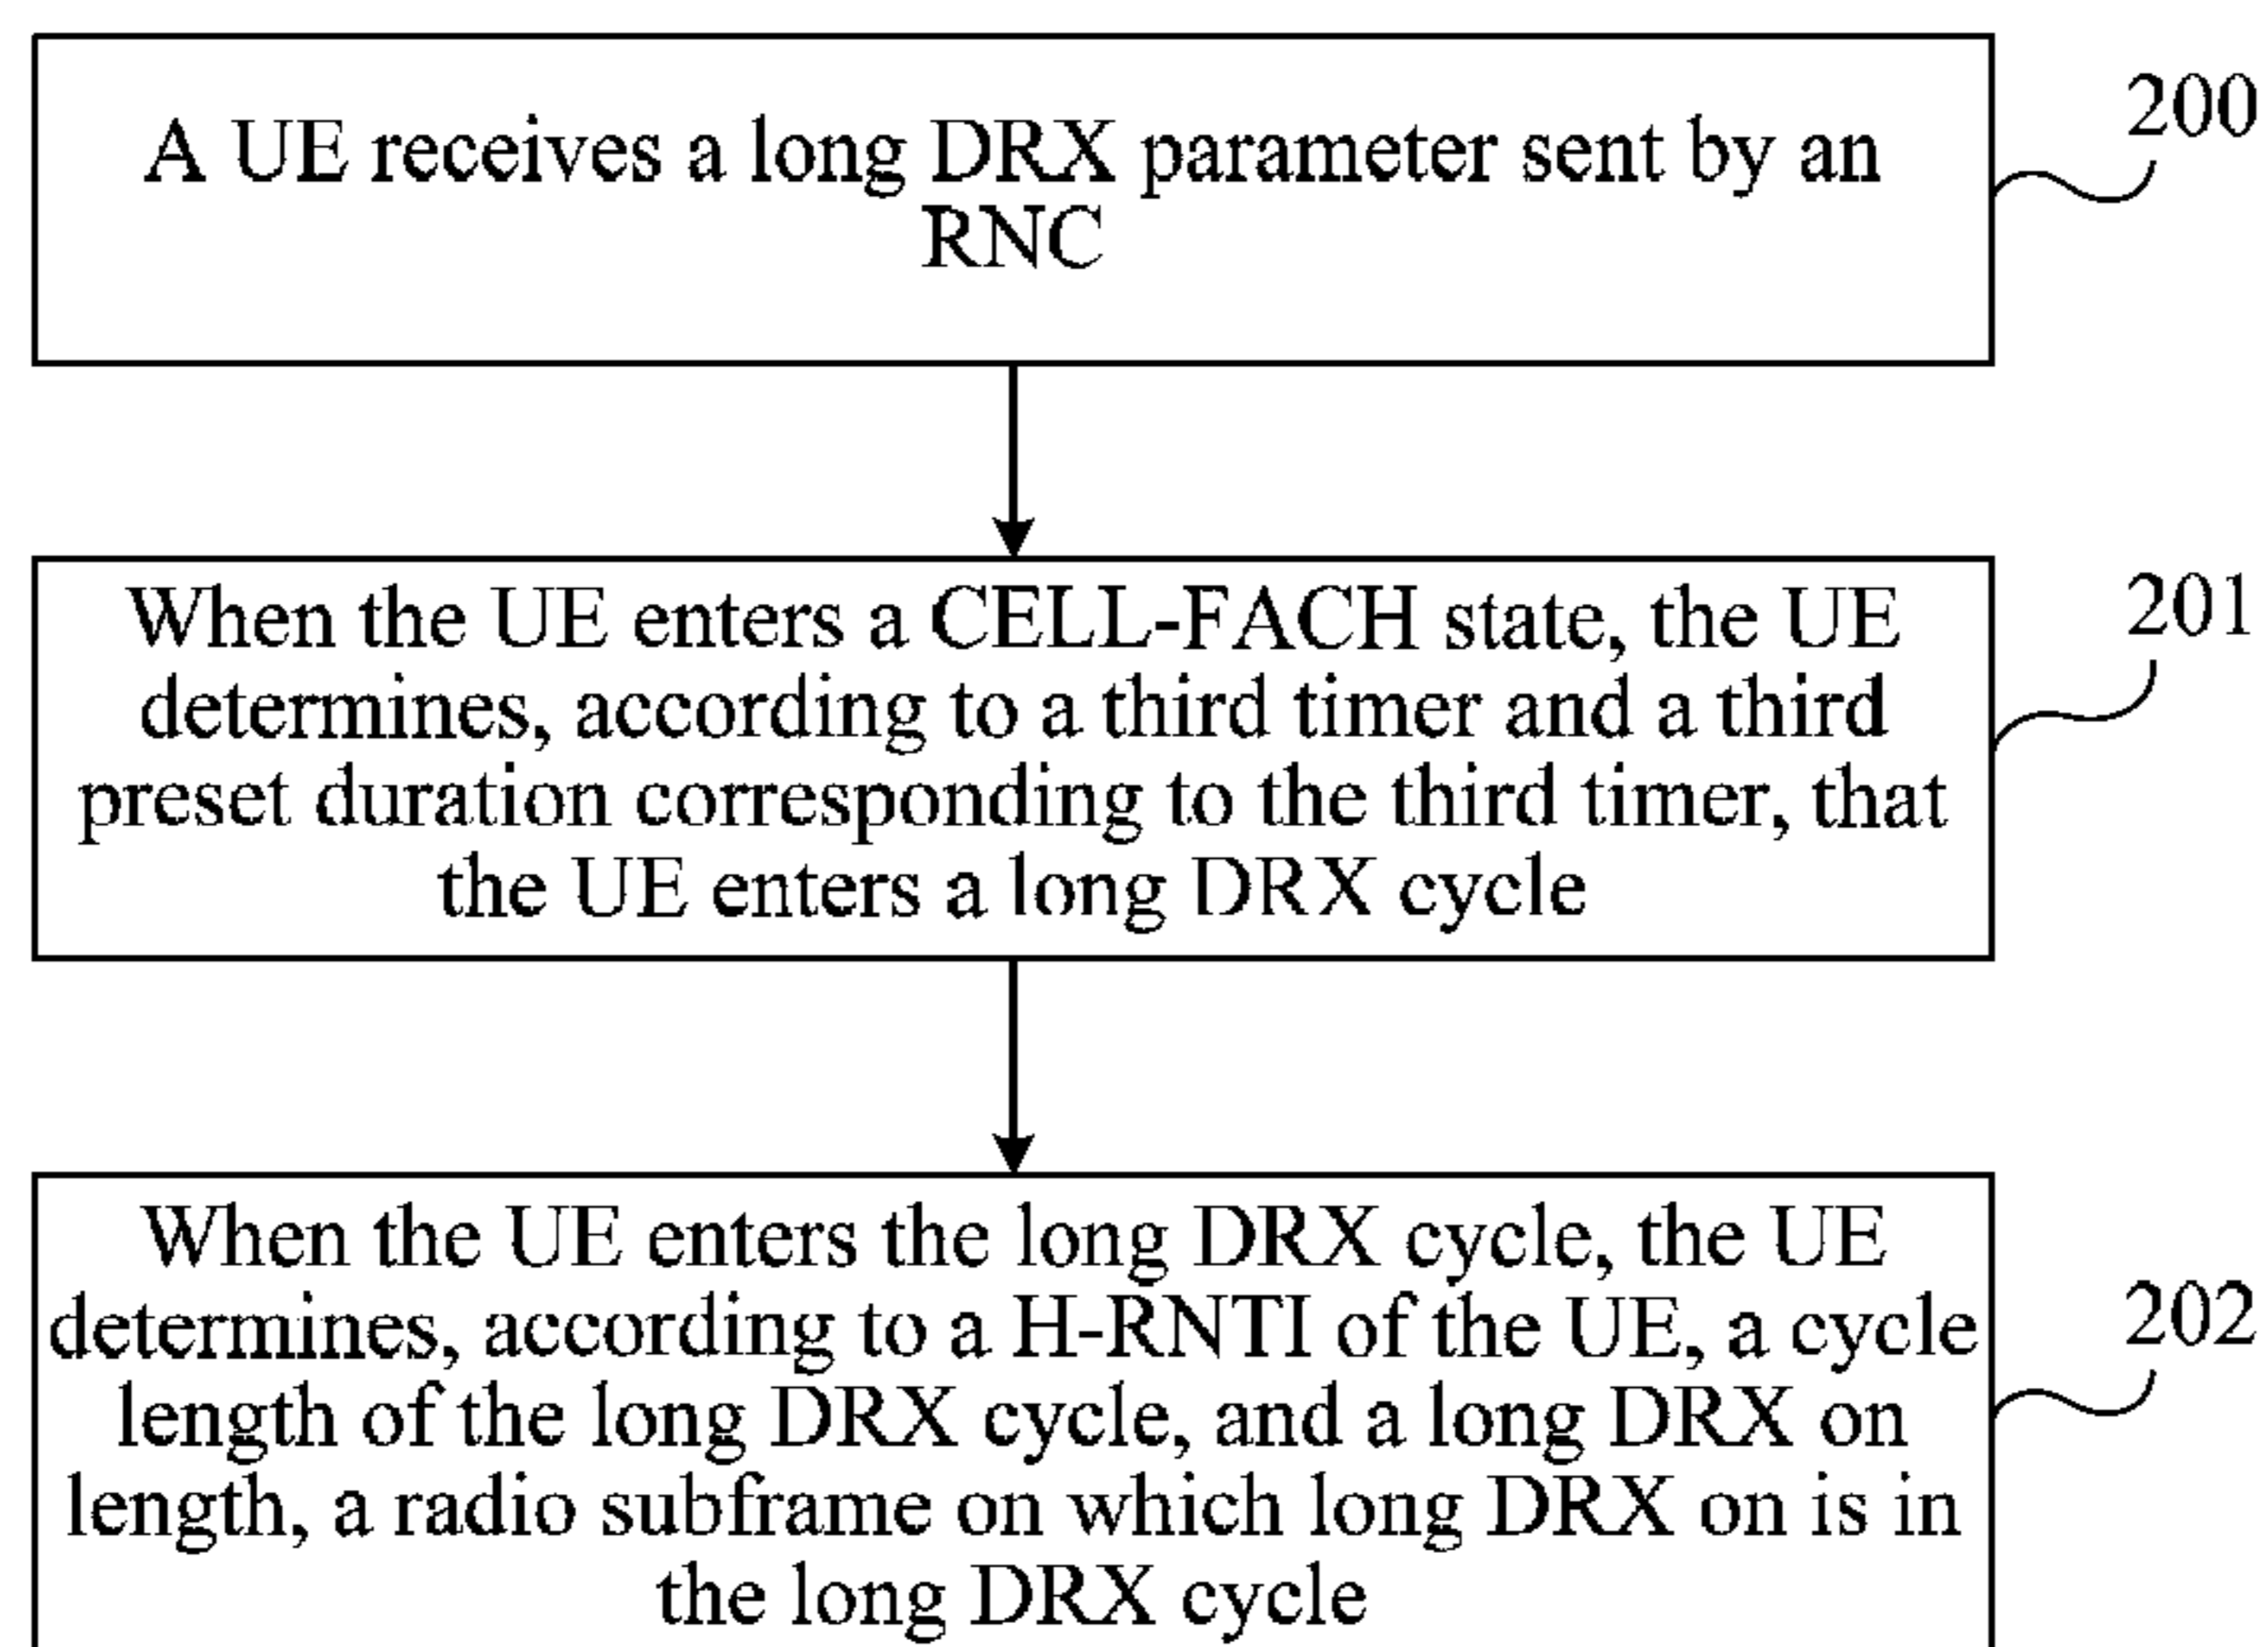 A UE receives a long DRX parameter sent by an
RNC
200
When the UE enters a CELL-FACH state, the UE
determines, according to a third timer and a third
preset duration corresponding to the third timer, that
the UE enters a long DRX cycle
201
When the UE enters the long DRX cycle, the UE
determines, according to a H-RNTI of the UE, a cycle
length of the long DRX cycle, and a long DRX on
length, a radio subframe on which long DRX on is in
the long DRX cycle
202